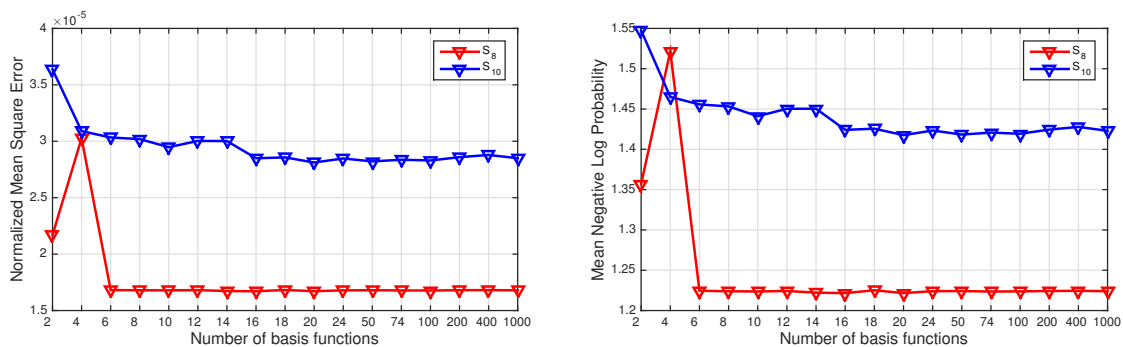 ×10⁻⁵
4
3.5
3
2.5
2
1.5
Normalized Mean Square Error
S₈
S₁₀
2 4 6 8 10 12 14 16 18 20 24 50 74 100 200 400 1000
Number of basis functions
1.55
1.5
1.45
1.4
1.35
1.3
1.25
1.2
Mean Negative Log Probability
S₈
S₁₀
2 4 6 8 10 12 14 16 18 20 24 50 74 100 200 400 1000
Number of basis functions